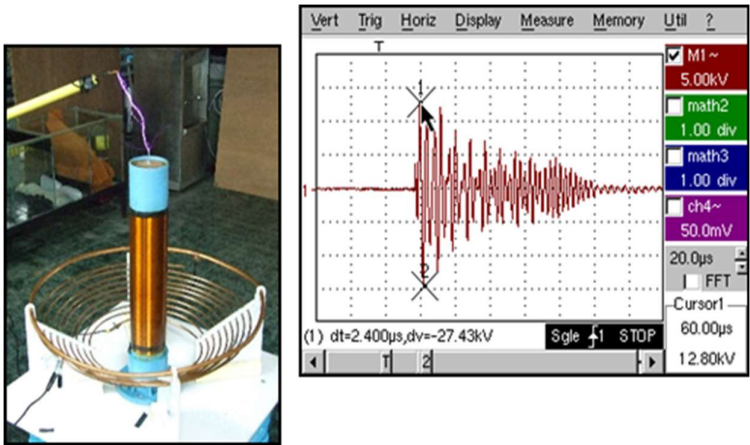 Vert Trig Horiz Display Measure Memory Util ?
T
M1~
5.00kV
math2
1.00 div
math3
1.00 div
ch4~
50.0mV
20.0µs
FFT
1
1
2
(1) dt=2.400µs,dv=-27.43kV
Sgle 1 STOP
T 2
Cursor1
60.00µs
12.80kV